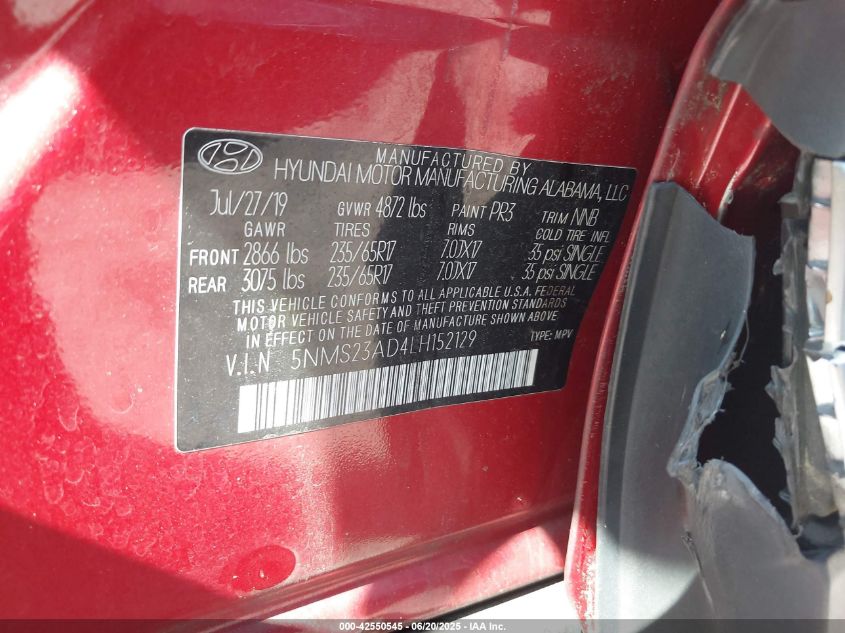 MANUFACTURED BY
HYUNDAI MOTOR MANUFACTURING ALABAMA, LLC
Jul/27/19 GVWR 4872 lbs PAINT PR3 TRIM NNB
GAWR TIRES RIMS COLD TIRE INFL
FRONT 2866 lbs 235/65R17 7.0JX17 35 psi SINGLE
REAR 3075 lbs 235/65R17 7.0JX17 35 psi SINGLE
THIS VEHICLE CONFORMS TO ALL APPLICABLE U.S.A. FEDERAL
MOTOR VEHICLE SAFETY AND THEFT PREVENTION STANDARDS
IN EFFECT ON THE DATE OF MANUFACTURE SHOWN ABOVE
TYPE: MPV
V.I.N 5NMS23AD4LH152129
000-42550545 - 06/20/2025 - IAA Inc.